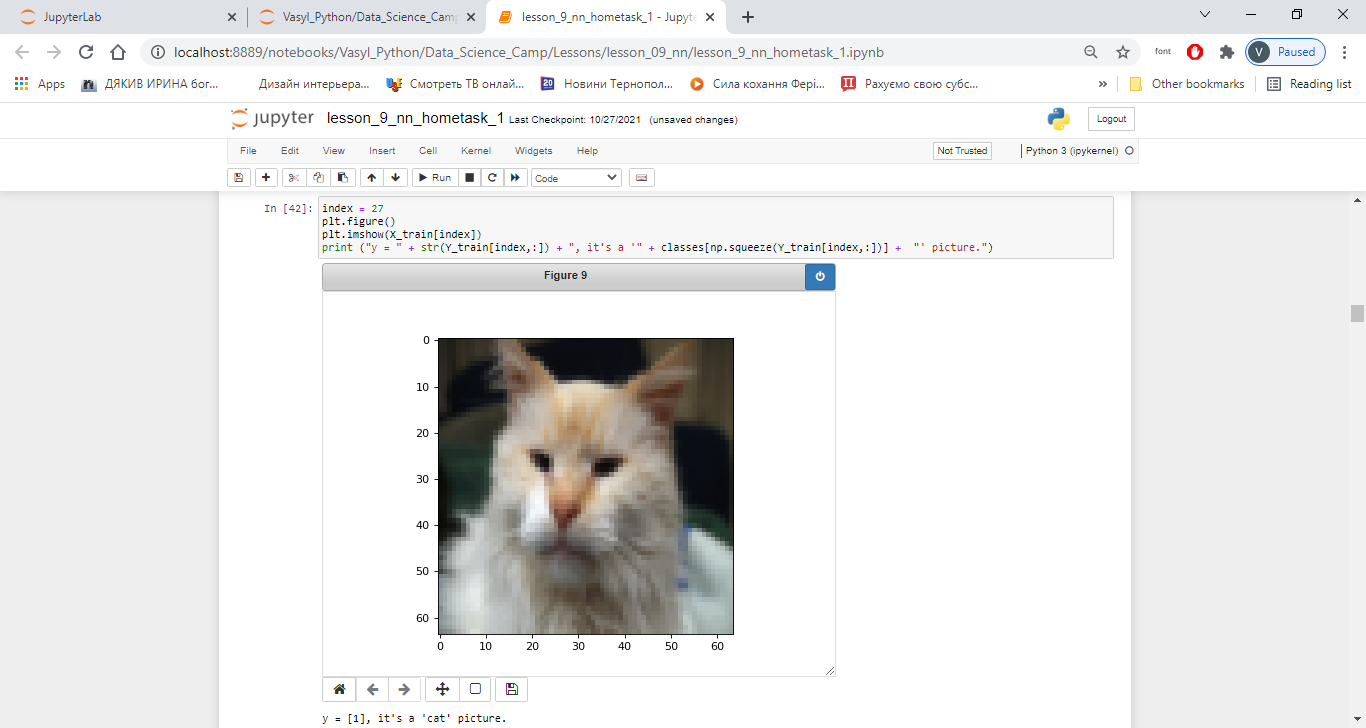 JupyterLab
Vasyl_Python/Data_Science_Camp
lesson_9_nn_hometask_1 - Jupyte
localhost:8889/notebooks/Vasyl_Python/Data_Science_Camp/Lessons/lesson_09_nn/lesson_9_nn_hometask_1.ipynb
font
V Paused
Apps
ДЯКИВ ИРИНА бог...
Дизайн интерьера...
Смотреть ТВ онлай...
20 Новини Тернопол...
Сила кохання Фері...
Рахуємо свою субс...
»
Other bookmarks
Reading list
jupyter lesson_9_nn_hometask_1 Last Checkpoint: 10/27/2021 (unsaved changes)
Logout
File Edit View Insert Cell Kernel Widgets Help
Not Trusted
Python 3 (ipykernel)
Run
Code
In [42]: index = 27
plt.figure()
plt.imshow(X_train[index])
print ("y = " + str(Y_train[index,:]) + ", it's a '" + classes[np.squeeze(Y_train[index,:])] +  "' picture.")
Figure 9
0
10
20
30
40
50
60
0 10 20 30 40 50 60
y = [1], it's a 'cat' picture.